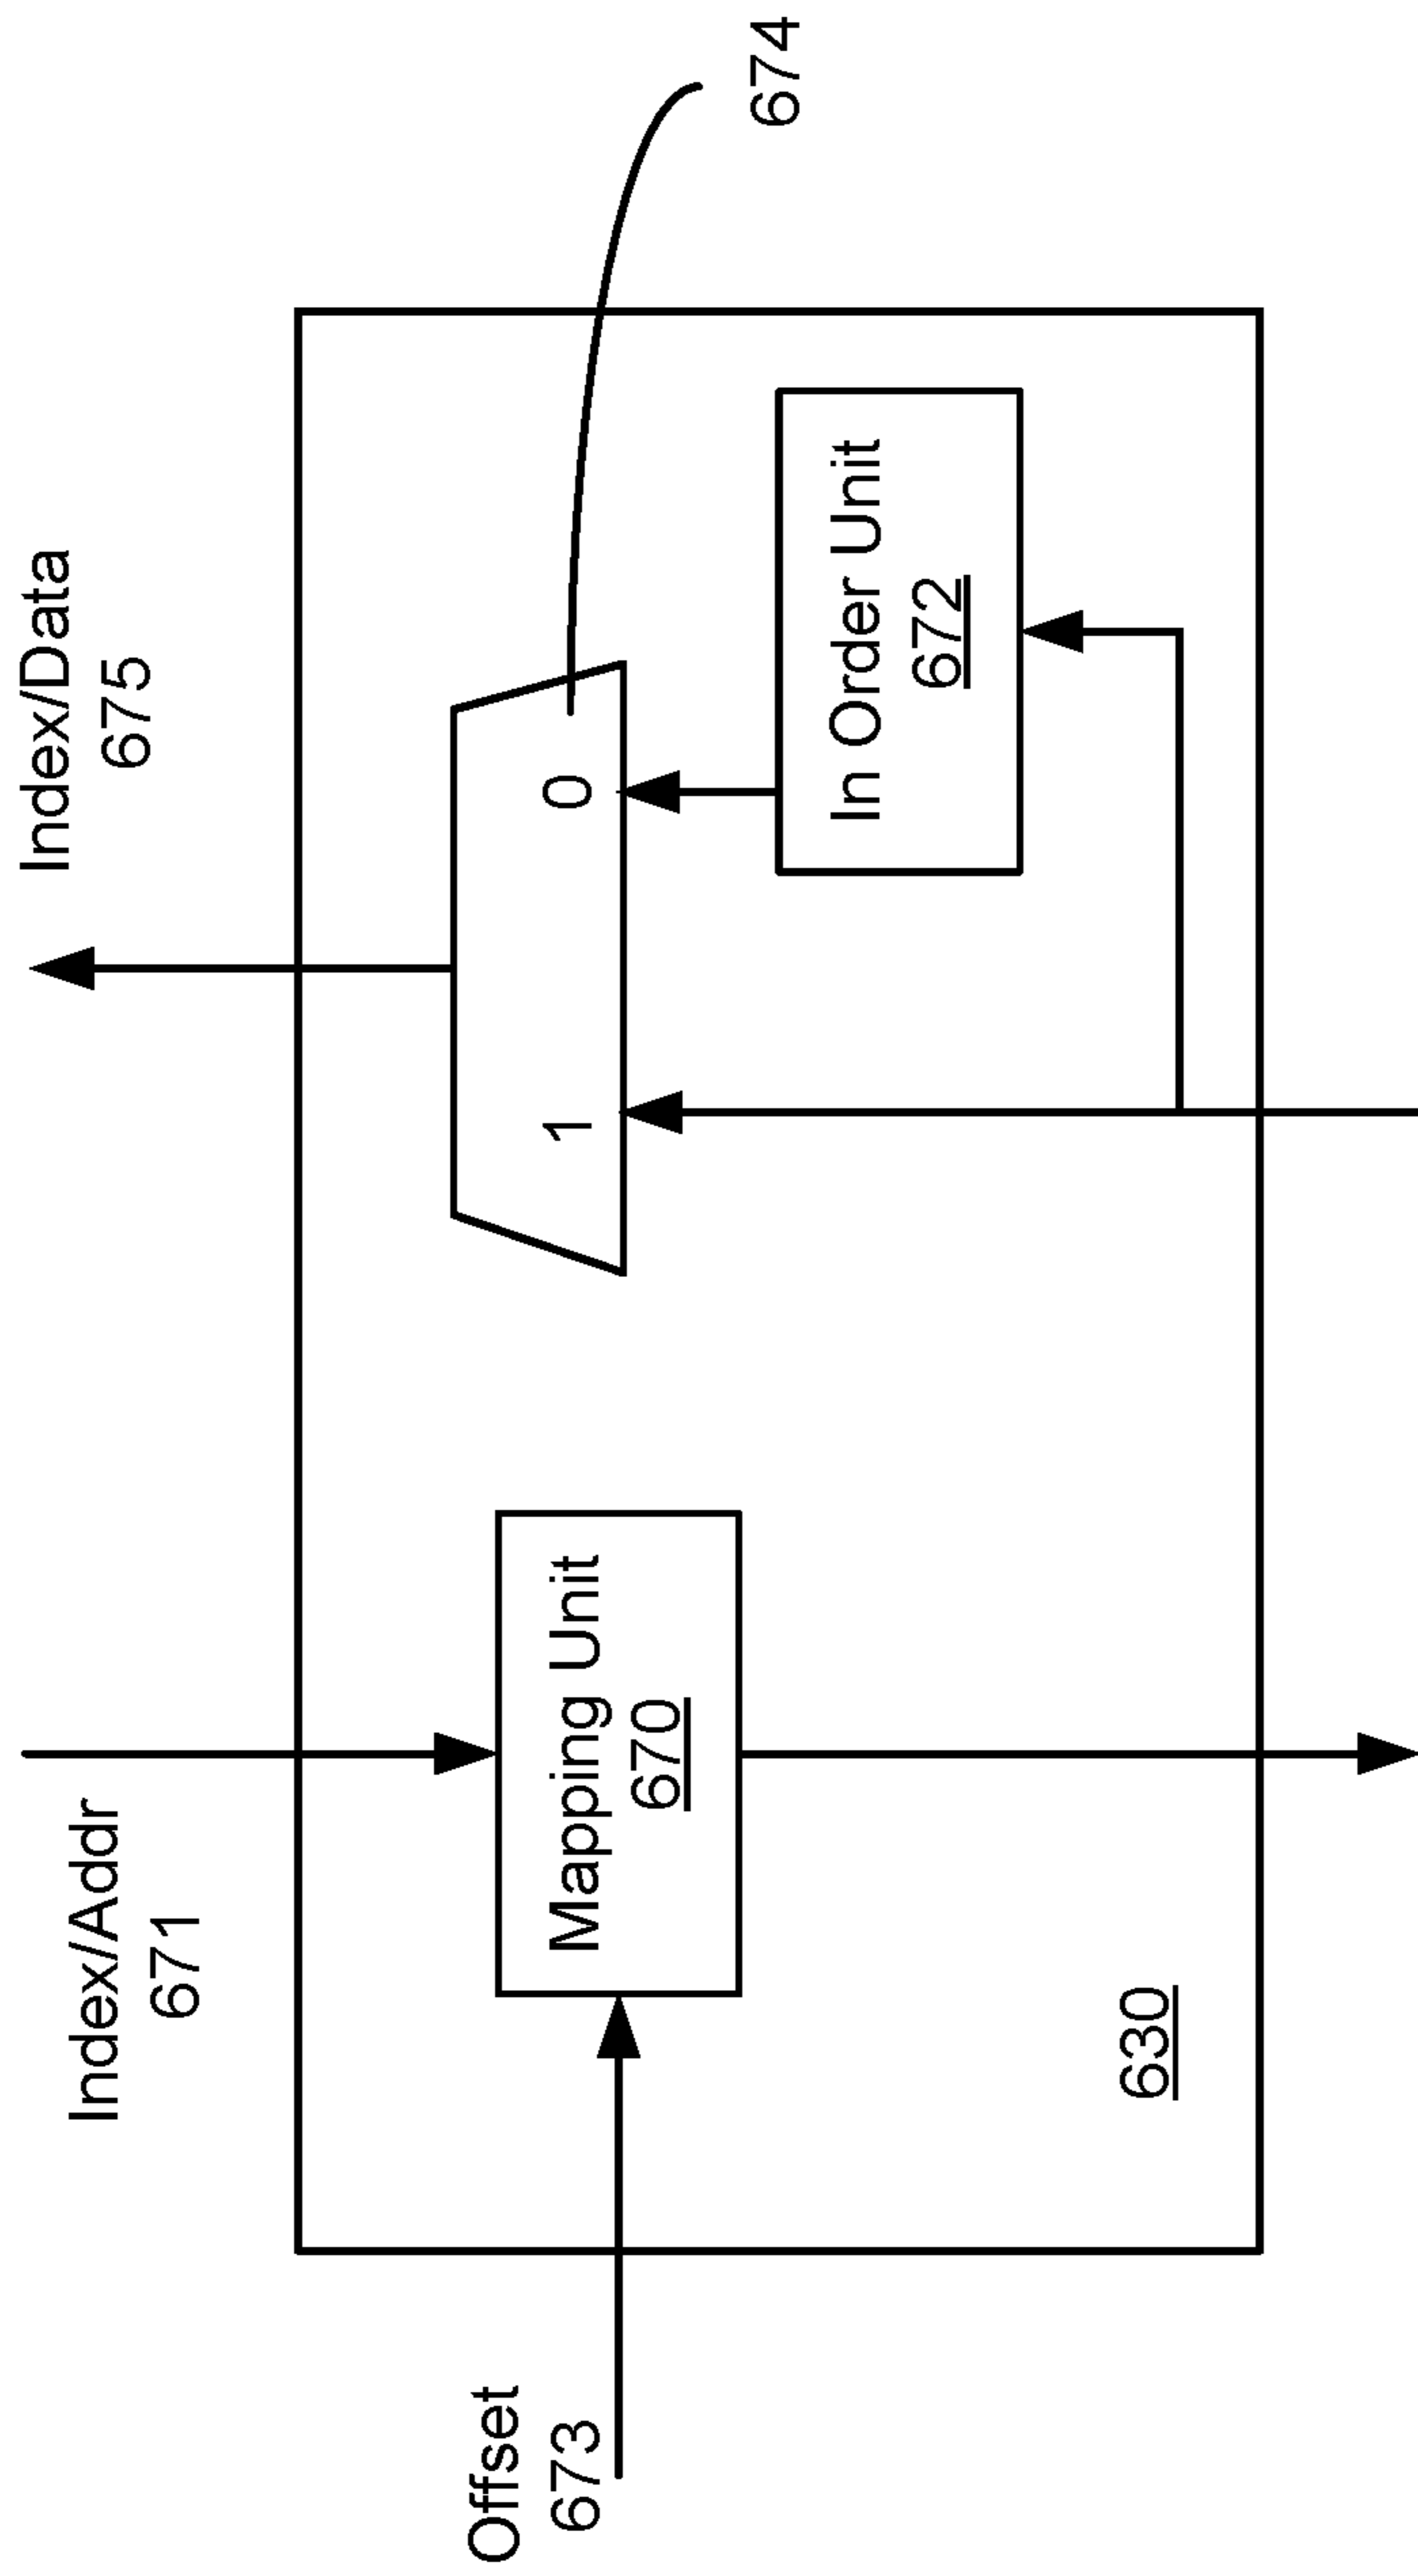 Index/Addr
671
Index/Data
675
674
Offset
673
Mapping Unit
670
1
0
In Order Unit
672
630